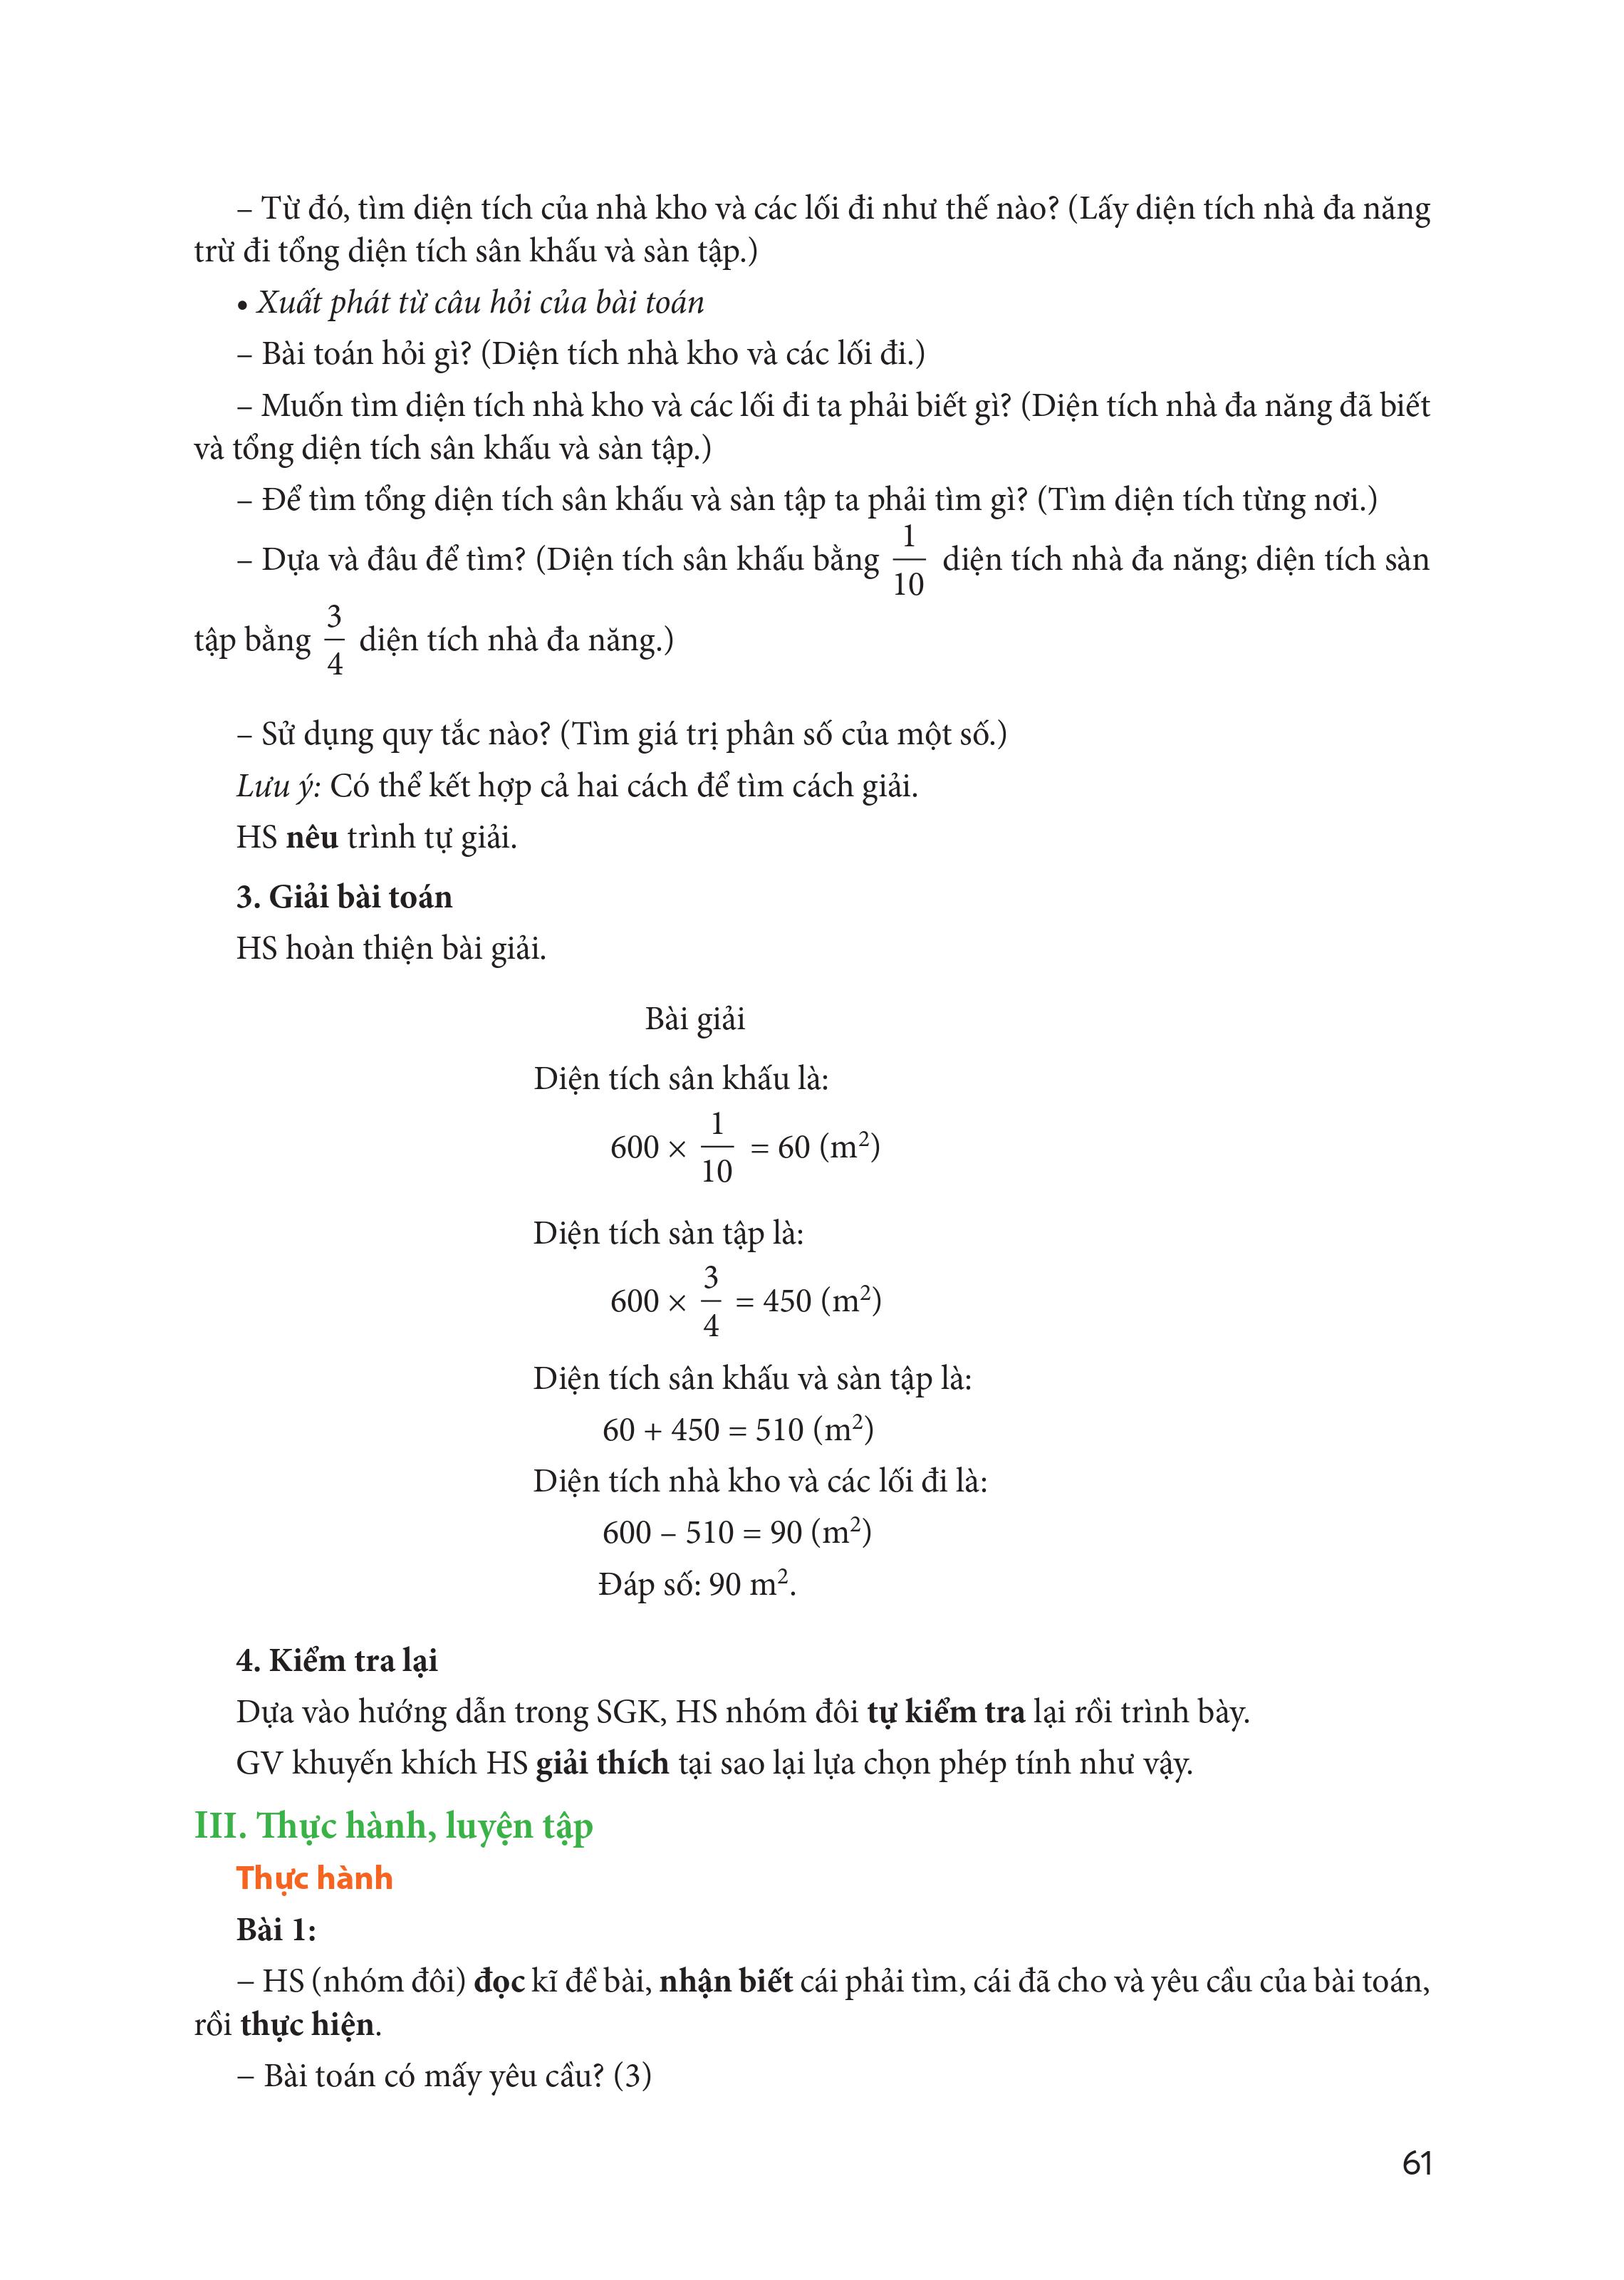 – Từ đó, tìm diện tích của nhà kho và các lối đi như thế nào? (Lấy diện tích nhà đa năng
trừ đi tổng diện tích sân khấu và sàn tập.)
• Xuất phát từ câu hỏi của bài toán
– Bài toán hỏi gì? (Diện tích nhà kho và các lối đi.)
– Muốn tìm diện tích nhà kho và các lối đi ta phải biết gì? (Diện tích nhà đa năng đã biết
và tổng diện tích sân khấu và sàn tập.)
– Để tìm tổng diện tích sân khấu và sàn tập ta phải tìm gì? (Tìm diện tích từng nơi.)
– Dựa và đâu để tìm? (Diện tích sân khấu bằng 1/10 diện tích nhà đa năng; diện tích sàn
tập bằng 3/4 diện tích nhà đa năng.)
– Sử dụng quy tắc nào? (Tìm giá trị phân số của một số.)
Lưu ý: Có thể kết hợp cả hai cách để tìm cách giải.
HS nêu trình tự giải.
3. Giải bài toán
HS hoàn thiện bài giải.
Bài giải
Diện tích sân khấu là:
600 × 1/10 = 60 (m²)
Diện tích sàn tập là:
600 × 3/4 = 450 (m²)
Diện tích sân khấu và sàn tập là:
60 + 450 = 510 (m²)
Diện tích nhà kho và các lối đi là:
600 – 510 = 90 (m²)
Đáp số: 90 m².
4. Kiểm tra lại
Dựa vào hướng dẫn trong SGK, HS nhóm đôi tự kiểm tra lại rồi trình bày.
GV khuyến khích HS giải thích tại sao lại lựa chọn phép tính như vậy.
III. Thực hành, luyện tập
Thực hành
Bài 1:
– HS (nhóm đôi) đọc kĩ đề bài, nhận biết cái phải tìm, cái đã cho và yêu cầu của bài toán,
rồi thực hiện.
– Bài toán có mấy yêu cầu? (3)
61